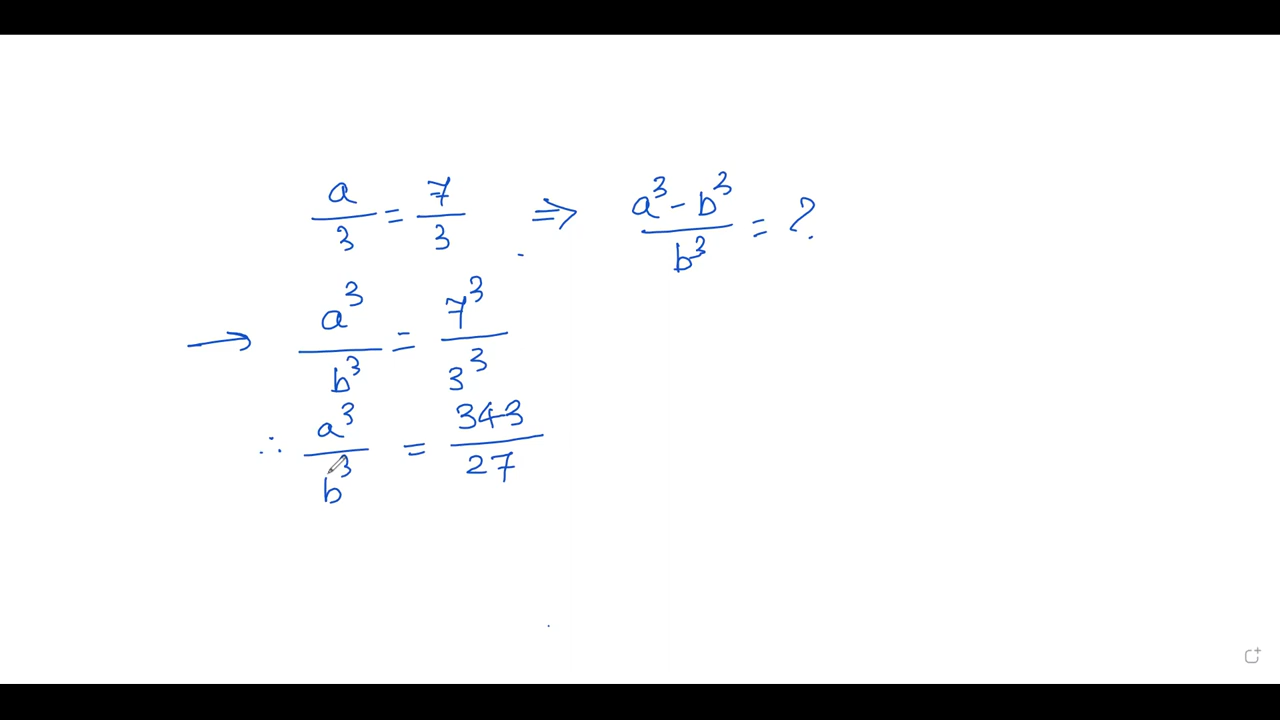 a/3 = 7/3 ⇒ a³ - b³/b³ = ?
→ a³/b³ = 7³/3³
∴ a³/b³ = 343/27